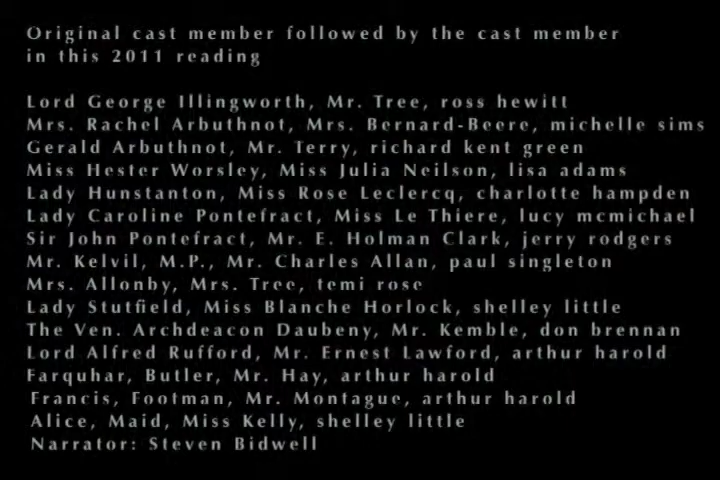 Original cast member followed by the cast member
in this 2011 reading
Lord George Illingworth, Mr. Tree, ross hewitt
Mrs. Rachel Arbuthnot, Mrs. Bernard-Beere, michelle sims
Gerald Arbuthnot, Mr. Terry, richard kent green
Miss Hester Worsley, Miss Julia Neilson, lisa adams
Lady Hunstanton, Miss Rose Leclercq, charlotte hampden
Lady Caroline Pontefract, Miss Le Thiere, lucy mcmichael
Sir John Pontefract, Mr. E. Holman Clark, jerry rodgers
Mr. Kelvil, M.P., Mr. Charles Allan, paul singleton
Mrs. Allonby, Mrs. Tree, temi rose
Lady Stutfield, Miss Blanche Horlock, shelley little
The Ven. Archdeacon Daubeny, Mr. Kemble, don brennan
Lord Alfred Rufford, Mr. Ernest Lawford, arthur harold
Farquhar, Butler, Mr. Hay, arthur harold
Francis, Footman, Mr. Montague, arthur harold
Alice, Maid, Miss Kelly, shelley little
Narrator: Steven Bidwell